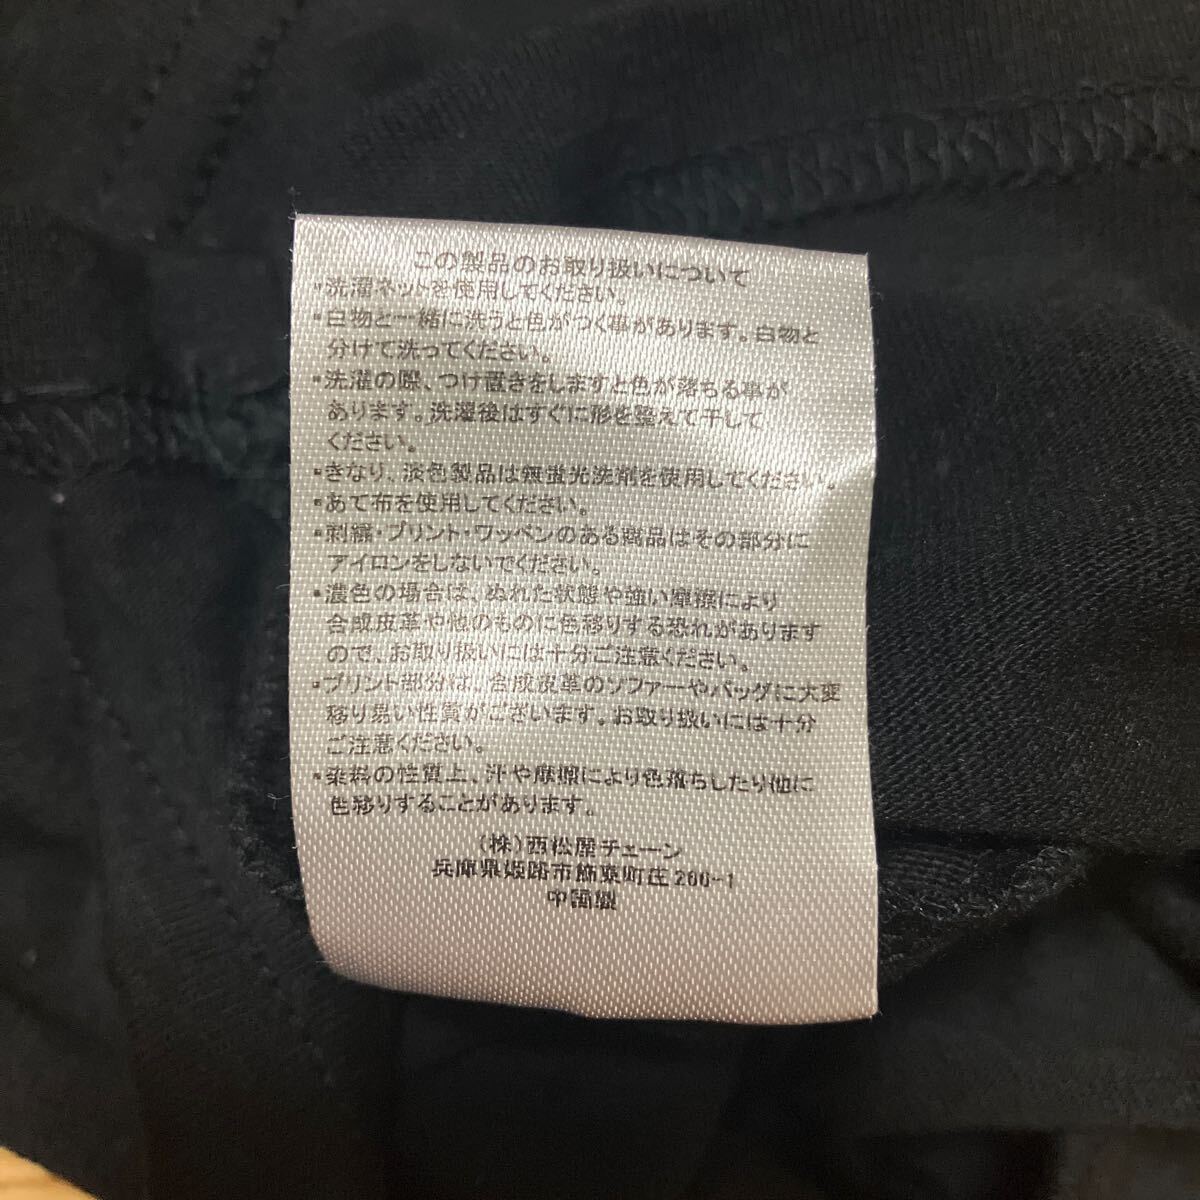 この製品のお取り扱いについて
・洗濯ネットを使用してください。
・白物と一緒に洗うと色がつく事があります。白物と
分けて洗ってください。
・洗濯の際、つけ置きをしますと色が落ちる事が
あります。洗濯後はすぐに形を整えて干して
ください。
・きなり、淡色製品は無蛍光洗剤を使用してください。
・あて布を使用してください。
・刺繍・プリント・ワッペンのある商品はその部分に
アイロンをしないでください。
・濃色の場合は、ぬれた状態や強い摩擦により
合成皮革や他のものに色移りする恐れがあります
ので、お取り扱いには十分ご注意ください。
・プリント部分は、合成皮革のソファーやバッグに大変
移り易い性質がございます。お取り扱いには十分
ご注意ください。
・染料の性質上、汗や摩擦により色落ちしたり他に
色移りすることがあります。
(株)西松屋チェーン
兵庫県姫路市飾東町庄266-1
中国製